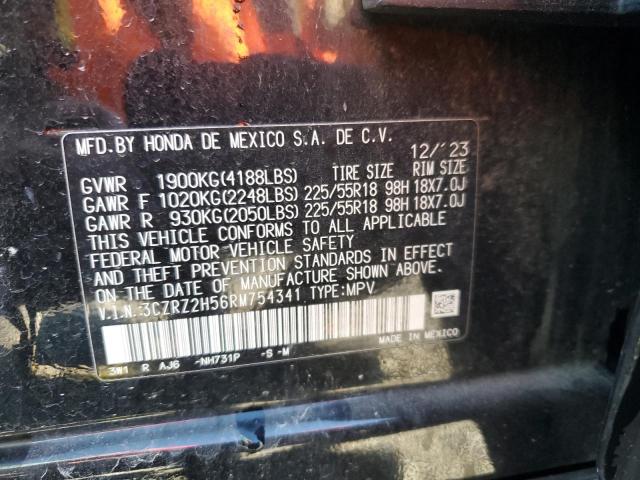 MFD.BY HONDA DE MEXICO S.A. DE C.V. 12/'23
GVWR 1900KG(4188LBS) TIRE SIZE RIM SIZE
GAWR F 1020KG(2248LBS) 225/55R18 98H 18X7.0J
GAWR R 930KG(2050LBS) 225/55R18 98H 18X7.0J
THIS VEHICLE CONFORMS TO ALL APPLICABLE
FEDERAL MOTOR VEHICLE SAFETY
AND THEFT PREVENTION STANDARDS IN EFFECT
ON THE DATE OF MANUFACTURE SHOWN ABOVE.
V.I.N.:3CZRZ2H56RM754341 TYPE:MPV
3W1 R AJ6 -NH731P -S -M MADE IN MEXICO